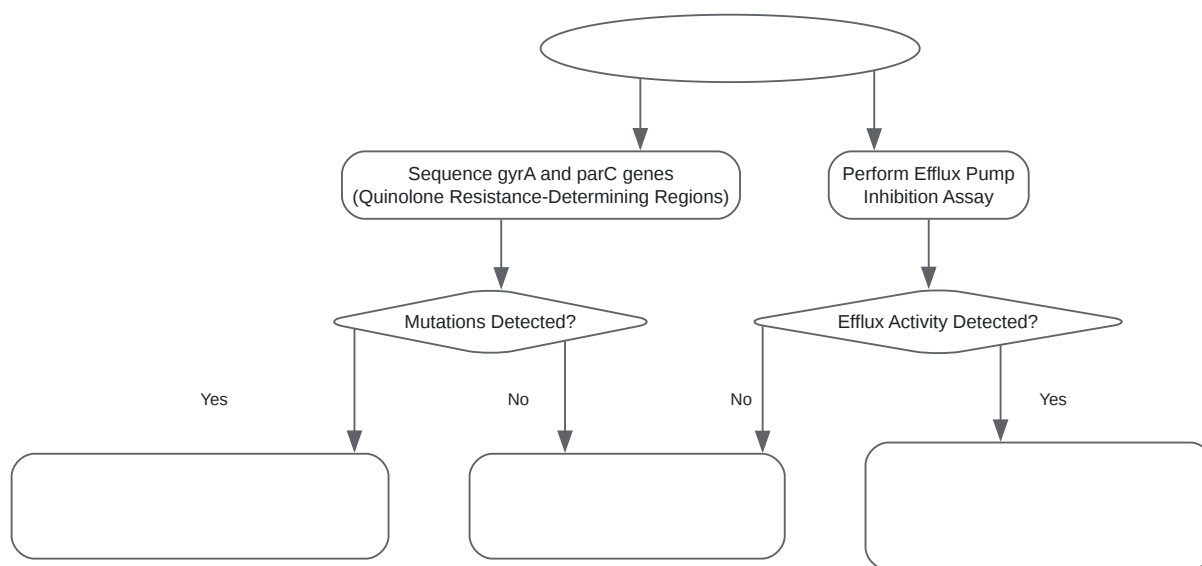 Sequence gyrA and parC genes
(Quinolone Resistance-Determining Regions)
Perform Efflux Pump
Inhibition Assay
Mutations Detected?
Efflux Activity Detected?
Yes
No
No
Yes